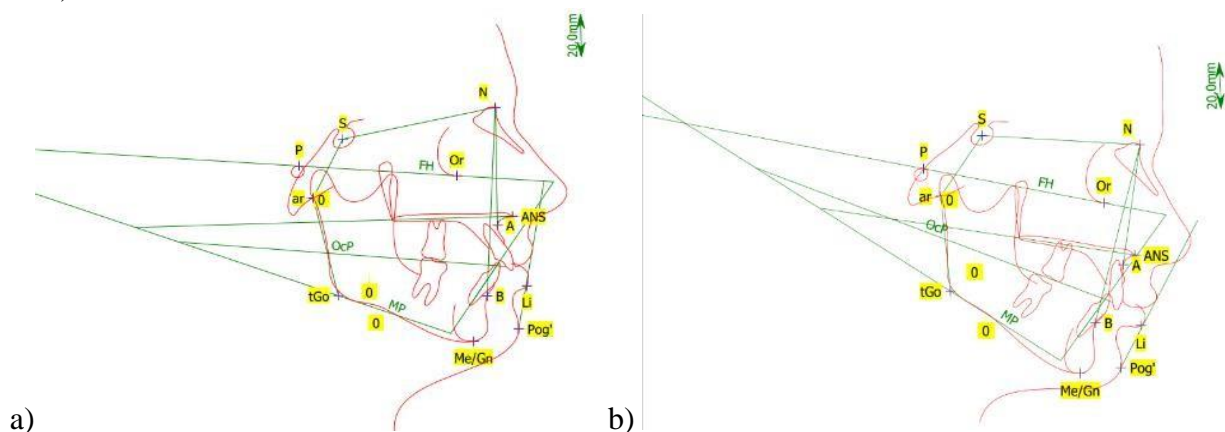 20.0mm
N
S
P
Or
FH
ar
0
ANS
A
OcP
tGo
0
B
Li
MP
0
Pog'
Me/Gn
a)
20.0mm
S
N
P
FH
Or
ar
0
OcP
ANS
A
0
tGo
B
MP
0
Li
Pog'
Me/Gn
b)